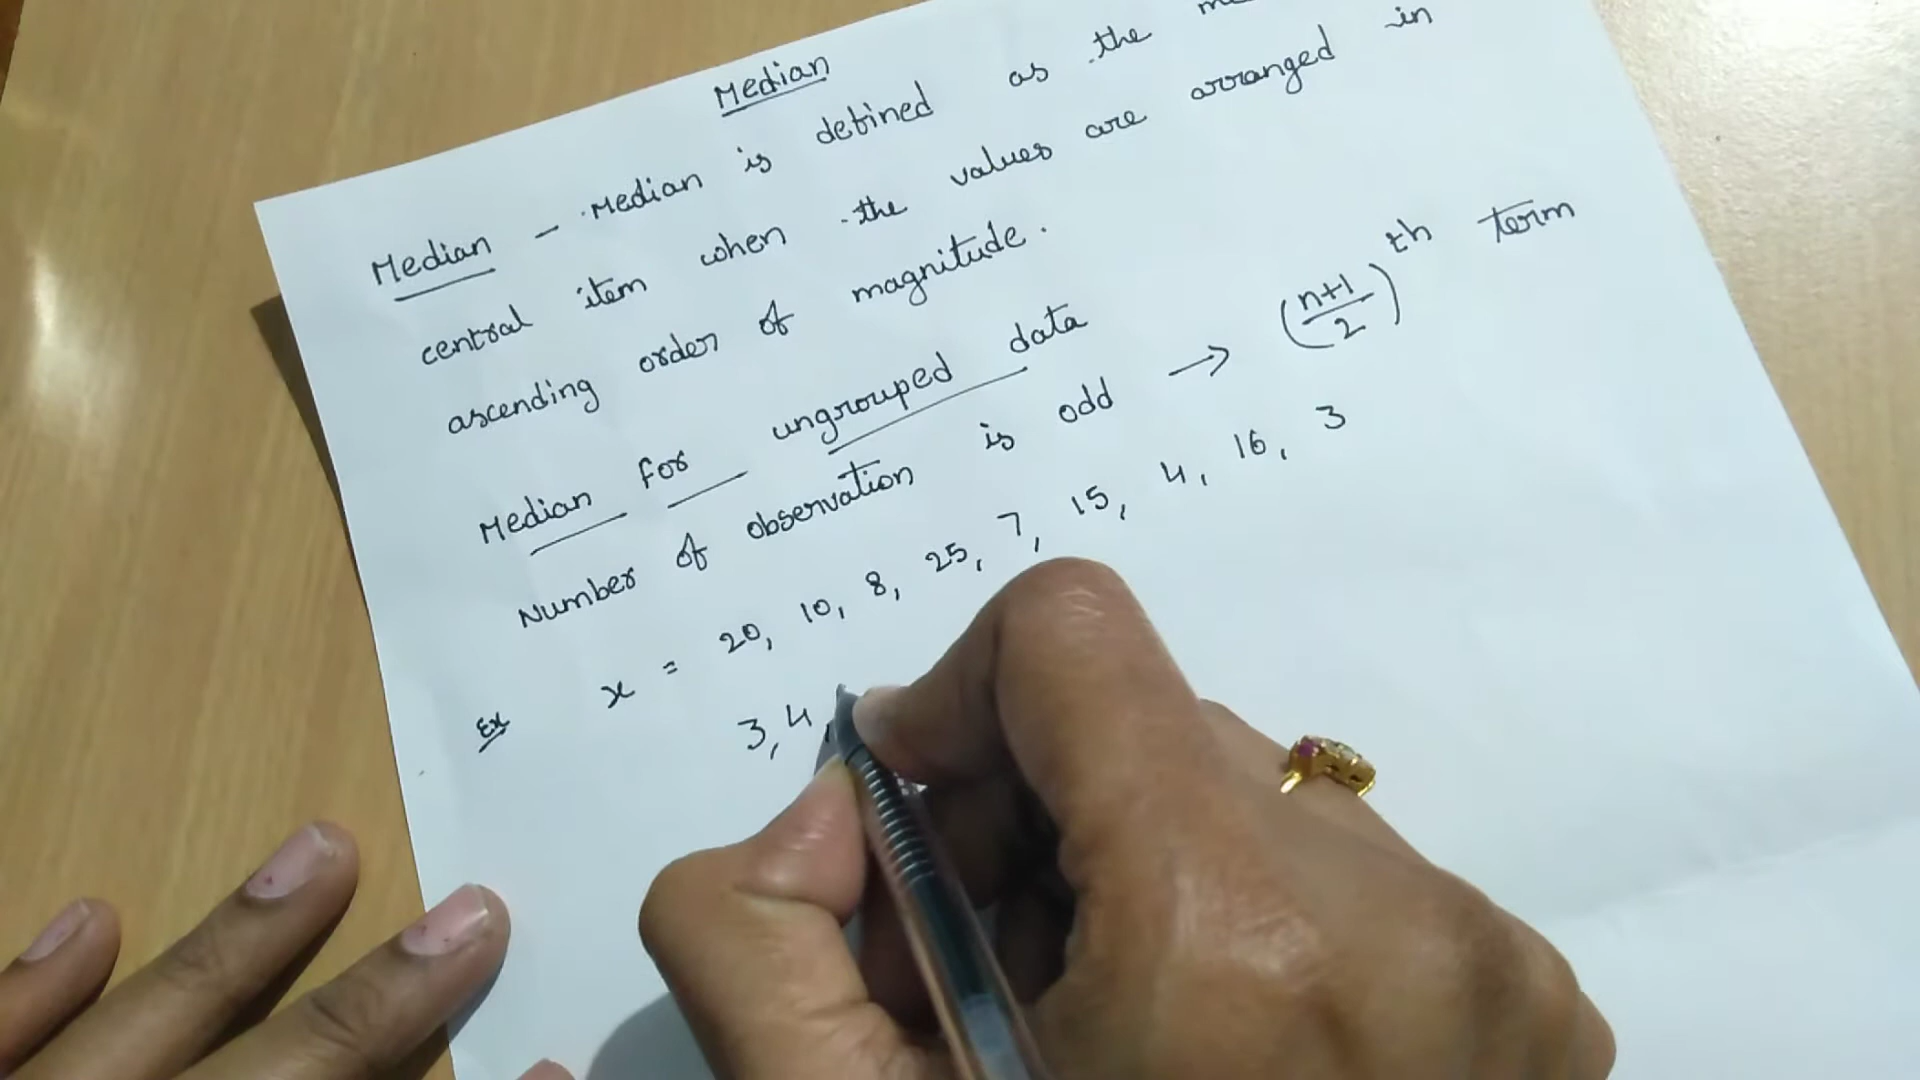 Median
Median - Median is defined as the
central item when the values are arranged in
ascending order of magnitude.
Median for ungrouped data
Number of observation is odd → (n+1/2)th term
Ex x = 20, 10, 8, 25, 7, 15, 4, 16, 3
3, 4,